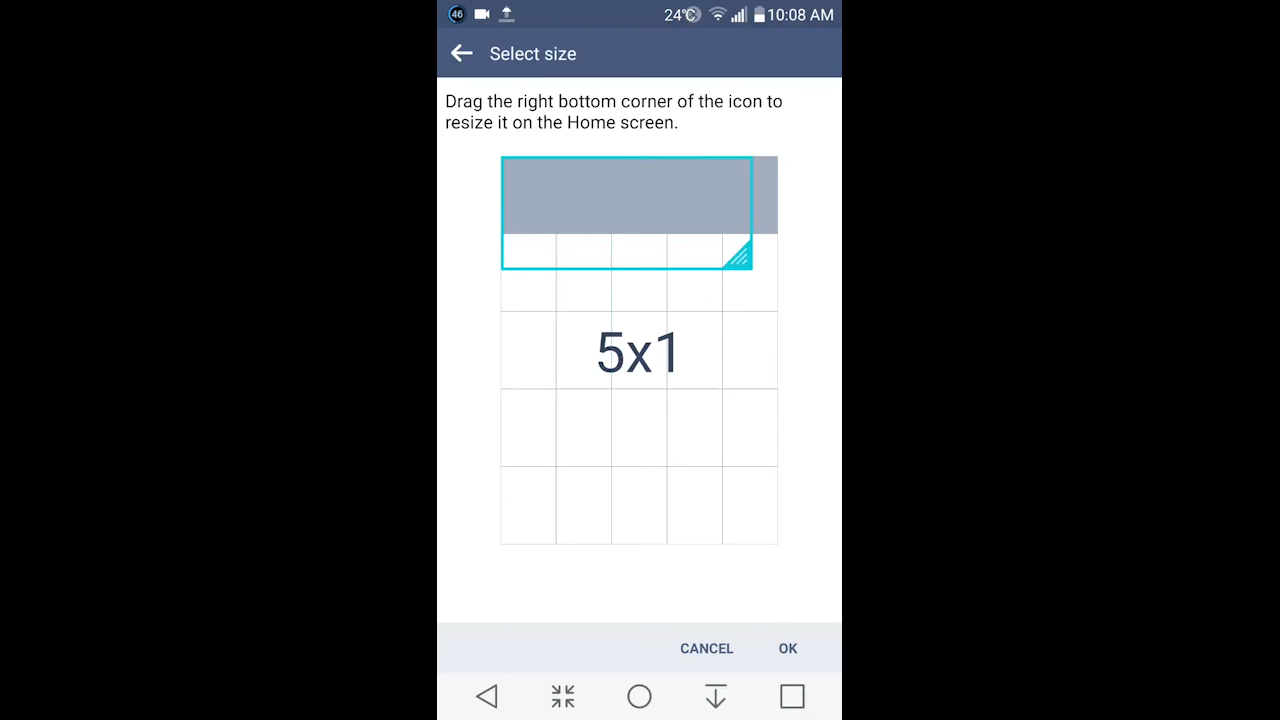 46 24℃ 10:08 AM
Select size
Drag the right bottom corner of the icon to
resize it on the Home screen.
5x1
CANCEL OK